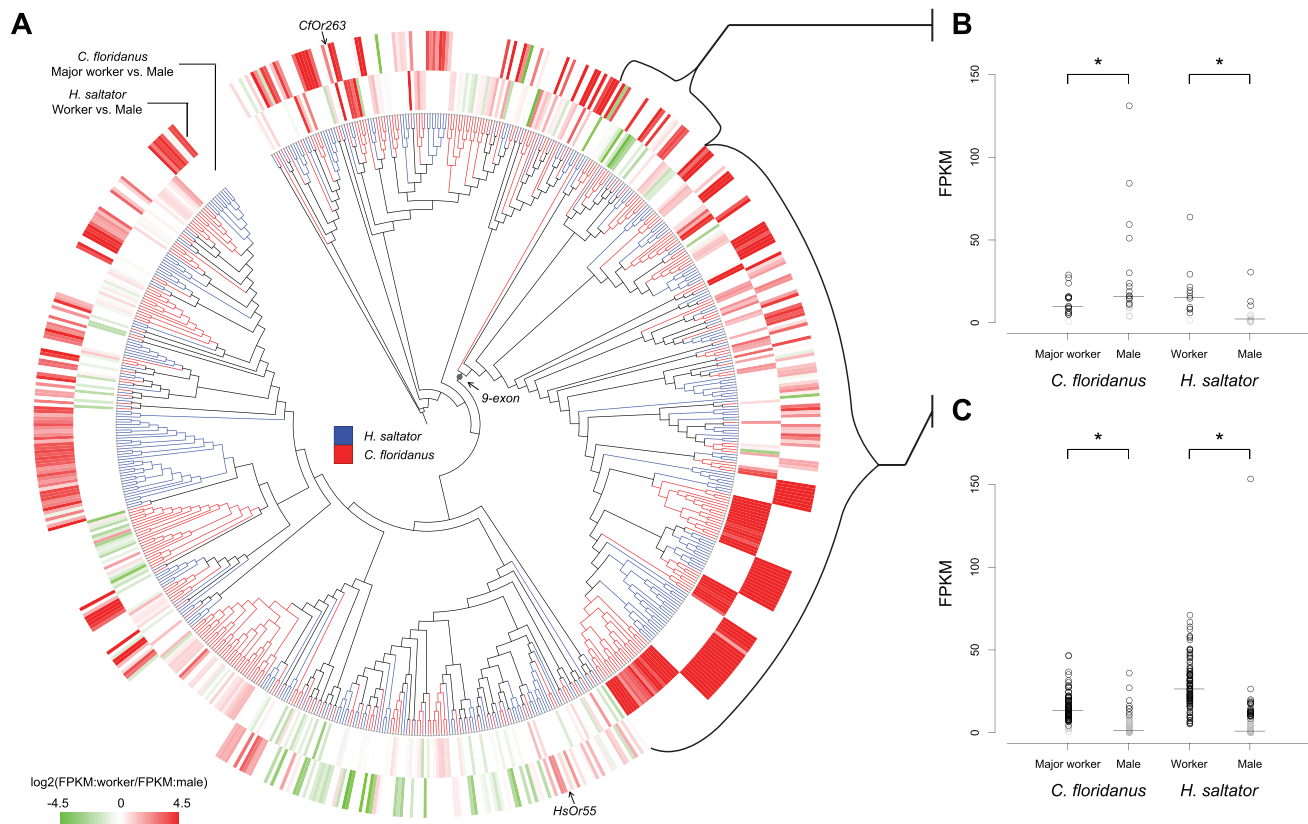 A
C. floridanus
Major worker vs. Male
H. saltator
Worker vs. Male
CfOr263
9-exon
H. saltator
C. floridanus
HsOr55
log2(FPKM:worker/FPKM:male)
-4.5 0 4.5
B
FPKM
150
100
50
0
* *
Major worker Male Worker Male
C. floridanus H. saltator
C
FPKM
150
100
50
0
* *
Major worker Male Worker Male
C. floridanus H. saltator